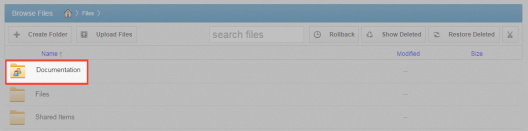 Browse Files Files
Create Folder Upload Files search files Rollback Show Deleted Restore Deleted
Name ↑ Modified Size
Documentation --
Files --
Shared Items --